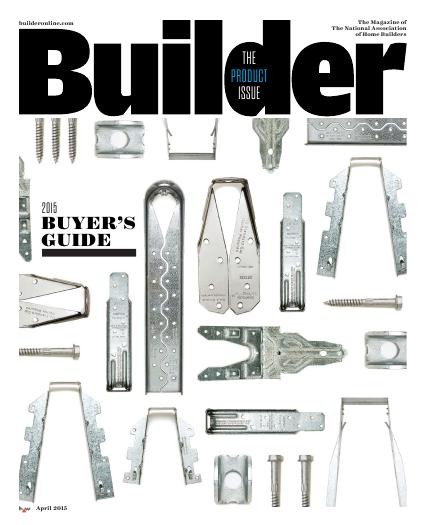 builderonline.com
The Magazine of
The National Association
of Home Builders
Builder
THE
PRODUCT
ISSUE
2015
BUYER'S
GUIDE
April 2015